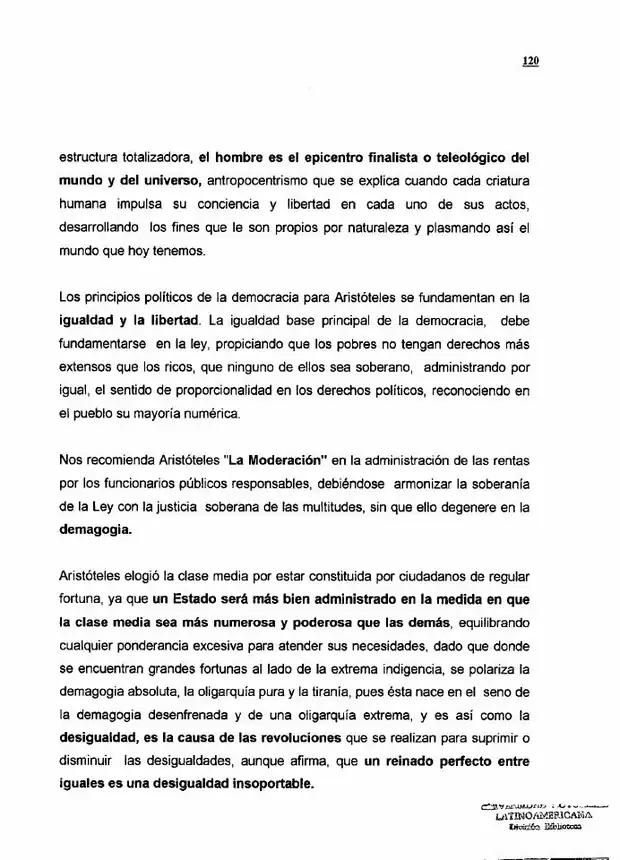 120
estructura totalizadora, el hombre es el epicentro finalista o teleológico del
mundo y del universo, antropocentrismo que se explica cuando cada criatura
humana impulsa su conciencia y libertad en cada uno de sus actos,
desarrollando los fines que le son propios por naturaleza y plasmando así el
mundo que hoy tenemos.
Los principios políticos de la democracia para Aristóteles se fundamentan en la
igualdad y la libertad. La igualdad base principal de la democracia, debe
fundamentarse en la ley, propiciando que los pobres no tengan derechos más
extensos que los ricos, que ninguno de ellos sea soberano, administrando por
igual, el sentido de proporcionalidad en los derechos políticos, reconociendo en
el pueblo su mayoría numérica.
Nos recomienda Aristóteles "La Moderación" en la administración de las rentas
por los funcionarios públicos responsables, debiéndose armonizar la soberanía
de la Ley con la justicia soberana de las multitudes, sin que ello degenere en la
demagogia.
Aristóteles elogió la clase media por estar constituida por ciudadanos de regular
fortuna, ya que un Estado será más bien administrado en la medida en que
la clase media sea más numerosa y poderosa que las demás, equilibrando
cualquier ponderancia excesiva para atender sus necesidades, dado que donde
se encuentran grandes fortunas al lado de la extrema indigencia, se polariza la
demagogia absoluta, la oligarquía pura y la tiranía, pues ésta nace en el seno de
la demagogia desenfrenada y de una oligarquía extrema, y es así como la
desigualdad, es la causa de las revoluciones que se realizan para suprimir o
disminuir las desigualdades, aunque afirma, que un reinado perfecto entre
iguales es una desigualdad insoportable.
LATINOAMERICANA
Biblioteca